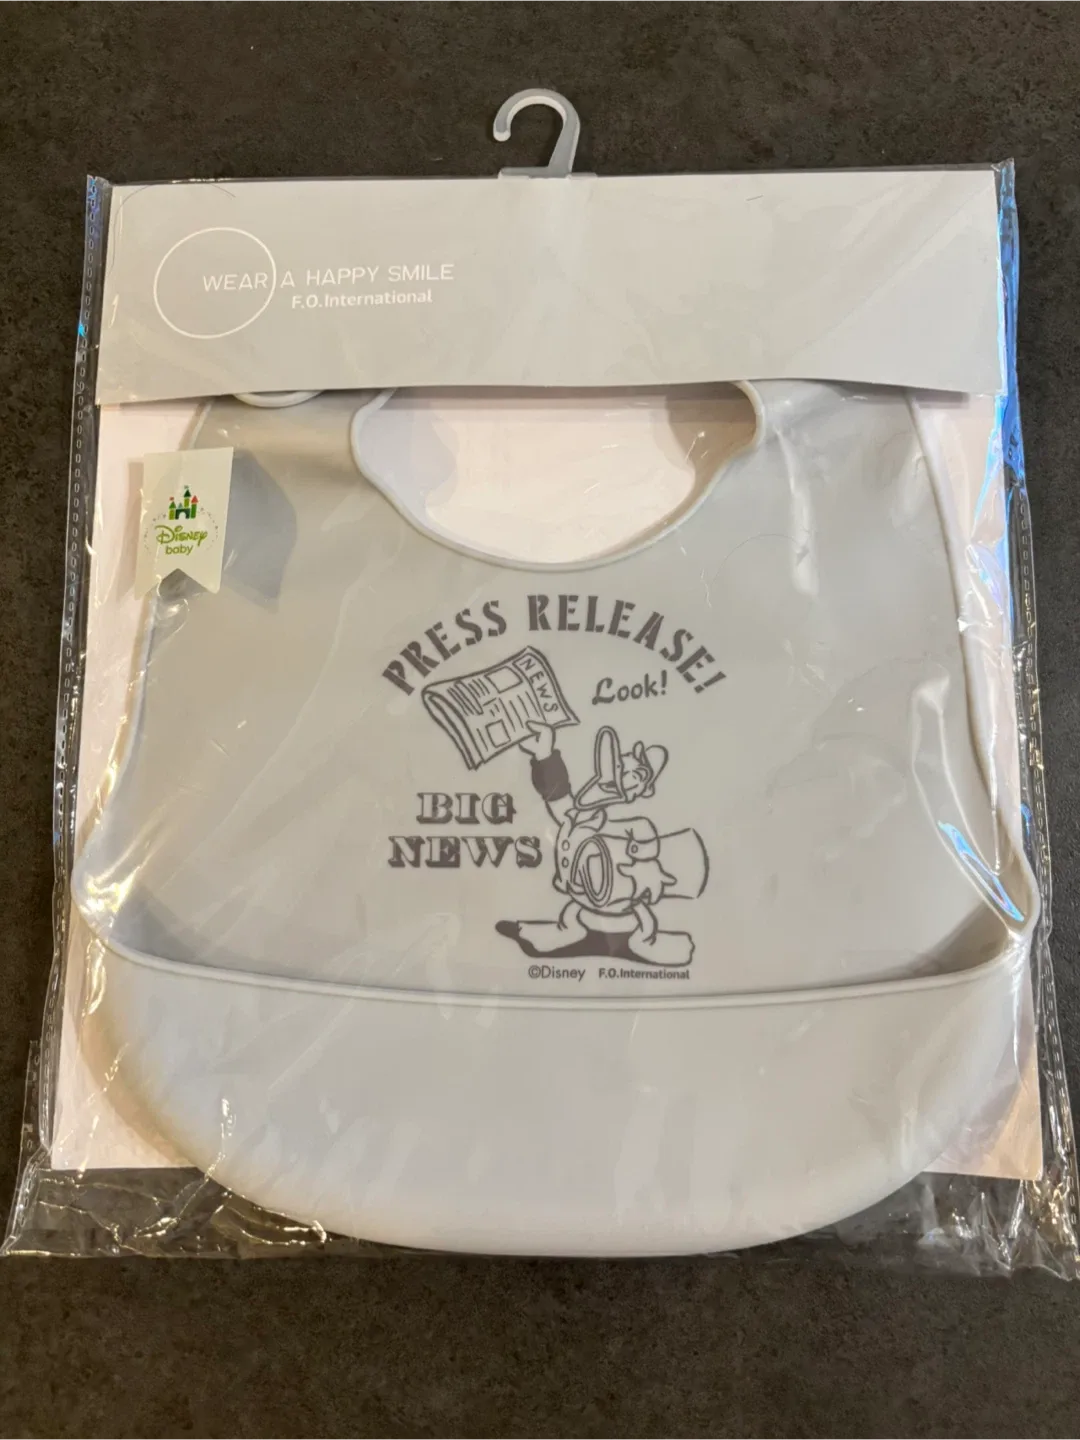 WEAR A HAPPY SMILE
F.O.International
Disney
baby
PRESS RELEASE!
NEWS
Look!
BIG
NEWS
©Disney F.O.International